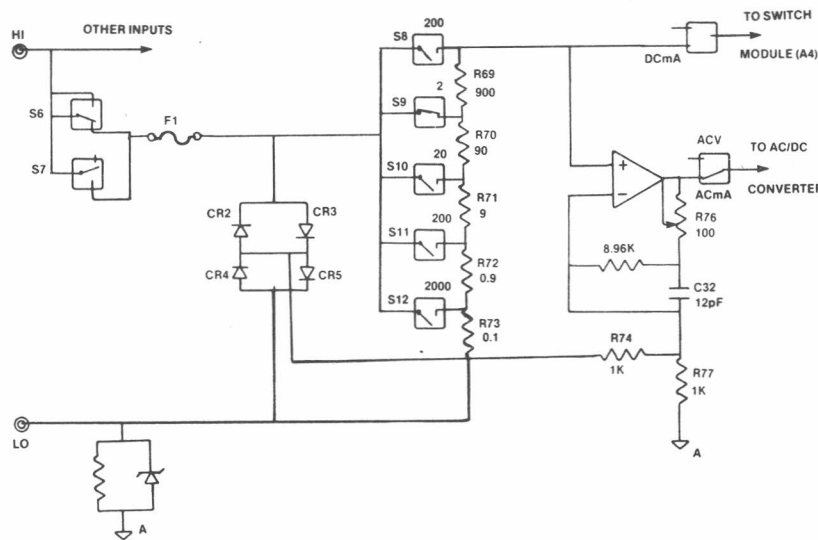 HI
OTHER INPUTS
S6
S7
F1
CR2
CR3
CR4
CR5
S8
200
S9
2
S10
20
S11
200
S12
2000
R69
900
R70
90
R71
9
R72
0.9
R73
0.1
DCmA
TO SWITCH
MODULE (A4)
+
−
ACV
ACmA
TO AC/DC
CONVERTER
R76
100
8.96K
C32
12pF
R74
1K
R77
1K
A
LO
A